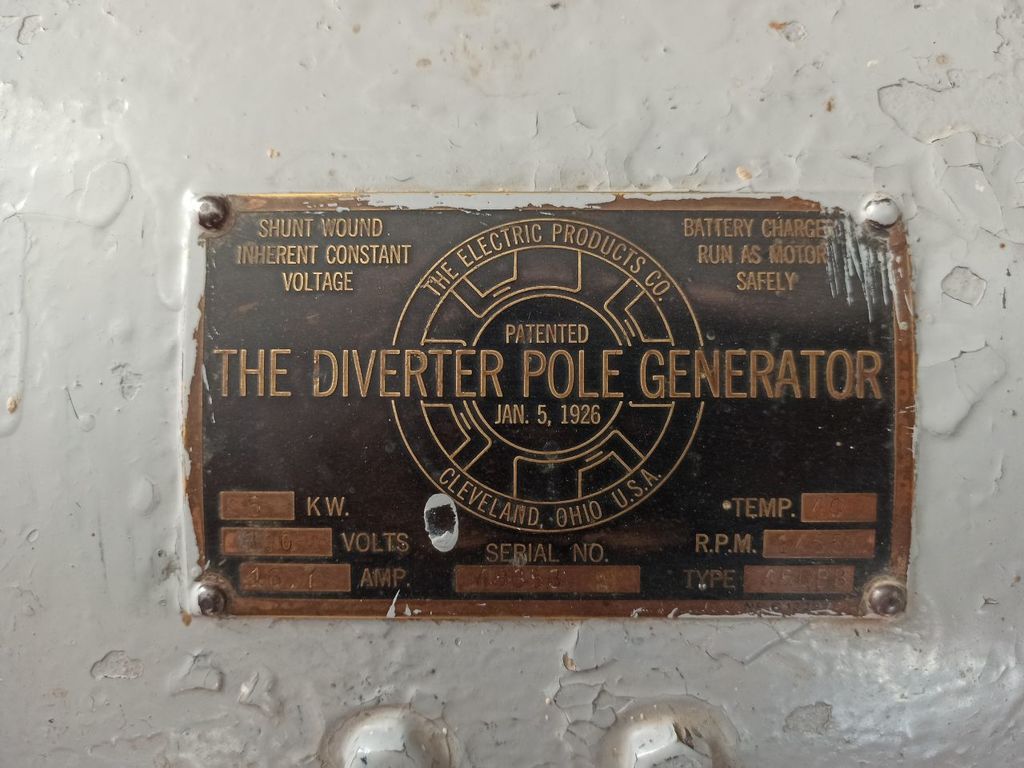 SHUNT WOUND
INHERENT CONSTANT
VOLTAGE
THE ELECTRIC PRODUCTS CO.
BATTERY CHARGE
RUN AS MOTOR
SAFELY
PATENTED
THE DIVERTER POLE GENERATOR
JAN. 5, 1926
CLEVELAND, OHIO U.S.A.
KW.
VOLTS
AMP.
SERIAL NO.
TEMP.
R.P.M.
TYPE